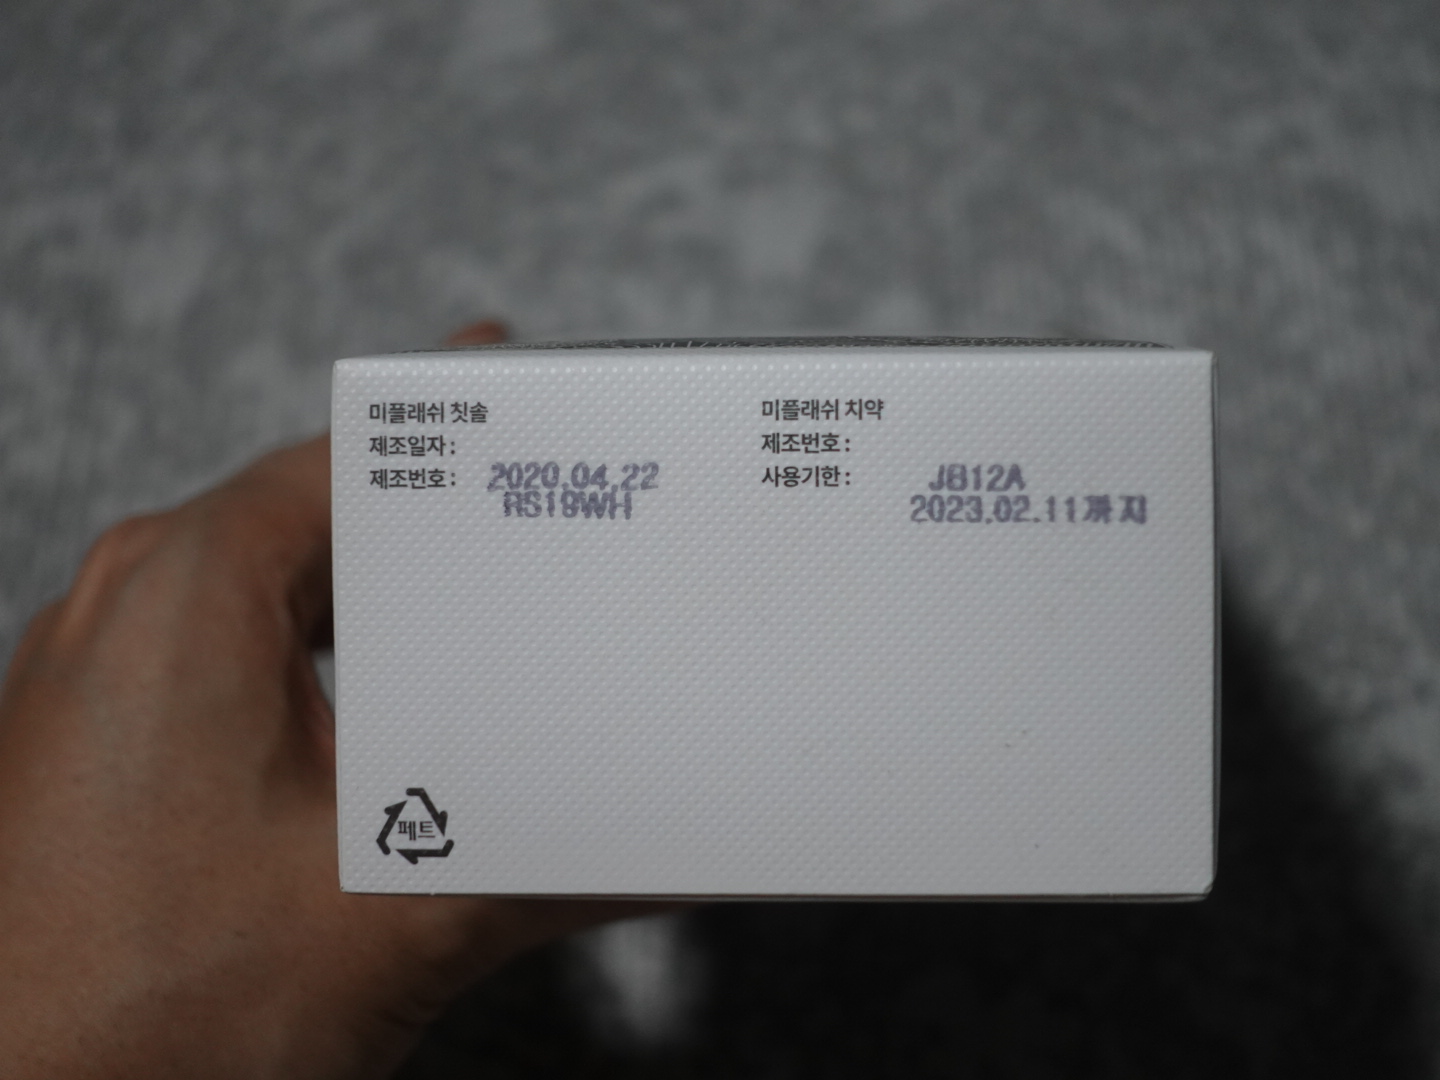 미플래쉬 칫솔
제조일자 :
제조번호 :
2020.04.22
RS19WH
미플래쉬 치약
제조번호 :
사용기한 :
JB12A
2023.02.11까지
페트